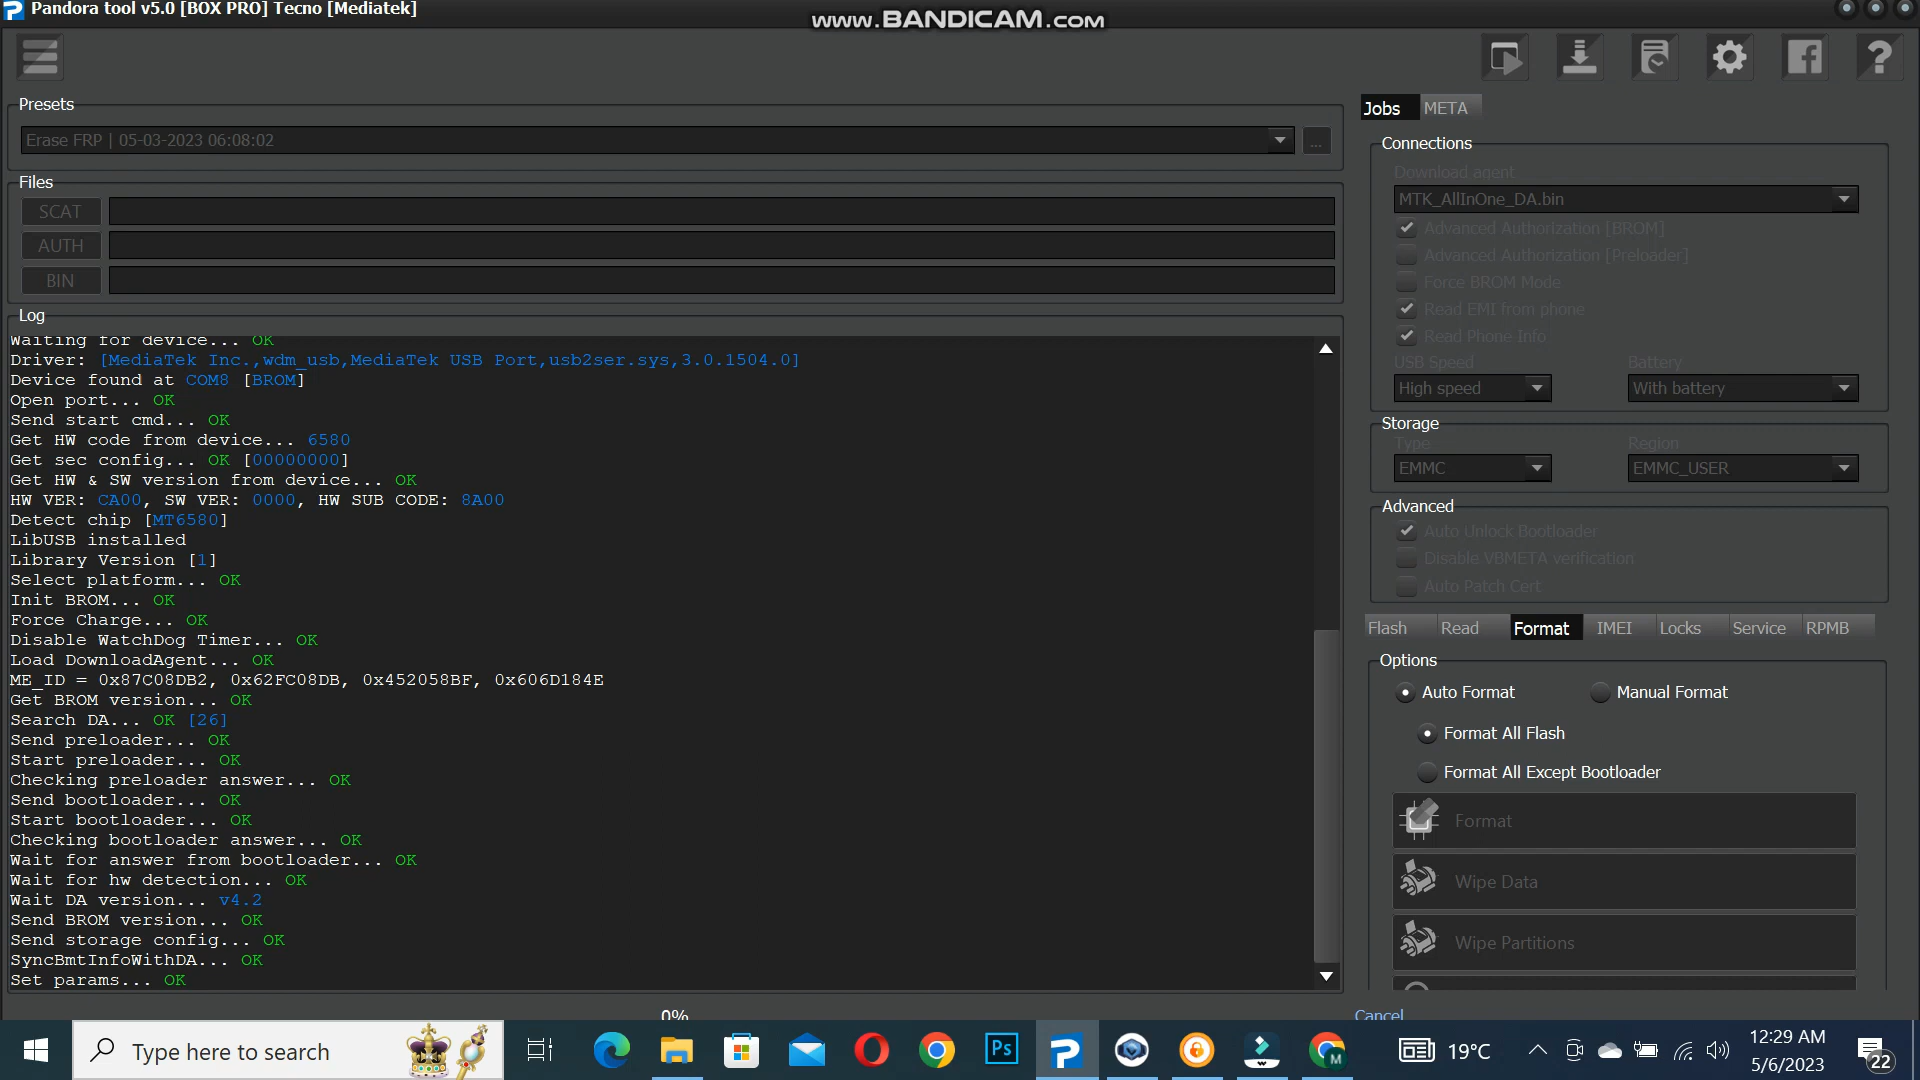 Pandora tool v5.0 [BOX PRO] Tecno [Mediatek]
www.BANDICAM.com
Presets
Erase FRP | 05-03-2023 06:08:02
...
Files
SCAT
AUTH
BIN
Log
Waiting for device... OK
Driver: [MediaTek Inc.,wdm_usb,MediaTek USB Port,usb2ser.sys,3.0.1504.0]
Device found at COM8 [BROM]
Open port... OK
Send start cmd... OK
Get HW code from device... 6580
Get sec config... OK [00000000]
Get HW & SW version from device... OK
HW VER: CA00, SW VER: 0000, HW SUB CODE: 8A00
Detect chip [MT6580]
LibUSB installed
Library Version [1]
Select platform... OK
Init BROM... OK
Force Charge... OK
Disable WatchDog Timer... OK
Load DownloadAgent... OK
ME_ID = 0x87C08DB2, 0x62FC08DB, 0x452058BF, 0x606D184E
Get BROM version... OK
Search DA... OK [26]
Send preloader... OK
Start preloader... OK
Checking preloader answer... OK
Send bootloader... OK
Start bootloader... OK
Checking bootloader answer... OK
Wait for answer from bootloader... OK
Wait for hw detection... OK
Wait DA version... v4.2
Send BROM version... OK
Send storage config... OK
SyncBmtInfoWithDA... OK
Set params... OK
0%
Jobs META
Connections
Download agent
MTK_AllInOne_DA.bin
Advanced Authorization [BROM]
Advanced Authorization [Preloader]
Force BROM Mode
Read EMI from phone
Read Phone Info
USB Speed Battery
High speed With battery
Storage
Type Region
EMMC EMMC_USER
Advanced
Auto Unlock Bootloader
Disable VBMETA verification
Auto Patch Cert
Flash Read Format IMEI Locks Service RPMB
Options
Auto Format Manual Format
Format All Flash
Format All Except Bootloader
Format
Wipe Data
Wipe Partitions
Cancel
Type here to search
Ps
M
19°C
12:29 AM
5/6/2023
22